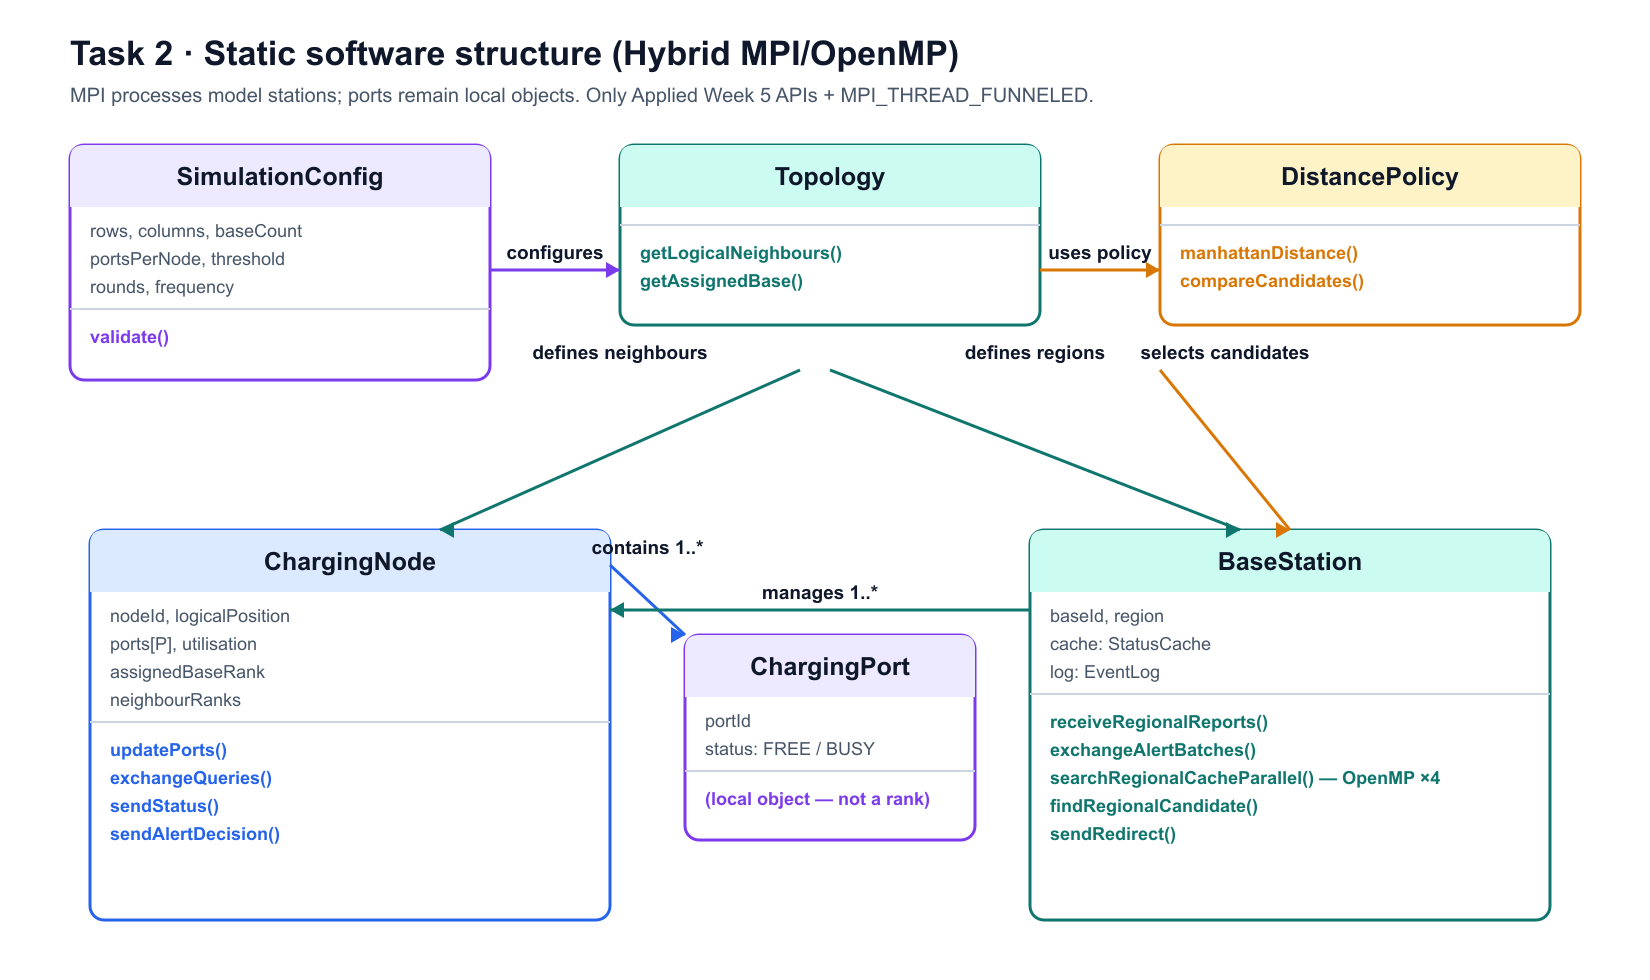 Task 2 · Static software structure (Hybrid MPI/OpenMP)
MPI processes model stations; ports remain local objects. Only Applied Week 5 APIs + MPI_THREAD_FUNNELED.
SimulationConfig
rows, columns, baseCount
portsPerNode, threshold
rounds, frequency
validate()
configures
Topology
getLogicalNeighbours()
getAssignedBase()
uses policy
DistancePolicy
manhattanDistance()
compareCandidates()
defines neighbours
defines regions
selects candidates
ChargingNode
nodeId, logicalPosition
ports[P], utilisation
assignedBaseRank
neighbourRanks
updatePorts()
exchangeQueries()
sendStatus()
sendAlertDecision()
contains 1..*
manages 1..*
ChargingPort
portId
status: FREE / BUSY
(local object — not a rank)
BaseStation
baseId, region
cache: StatusCache
log: EventLog
receiveRegionalReports()
exchangeAlertBatches()
searchRegionalCacheParallel() — OpenMP ×4
findRegionalCandidate()
sendRedirect()